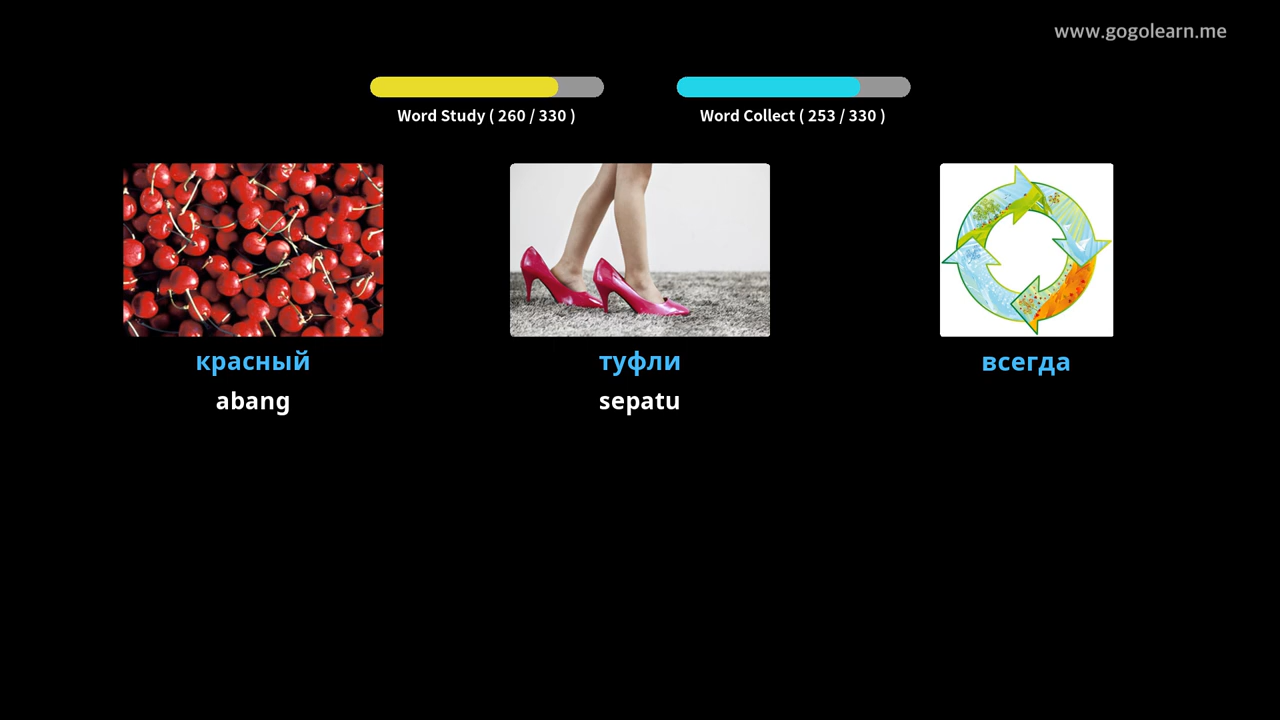 www.gogolearn.me
Word Study ( 260 / 330 )
Word Collect ( 253 / 330 )
красный
abang
туфли
sepatu
всегда